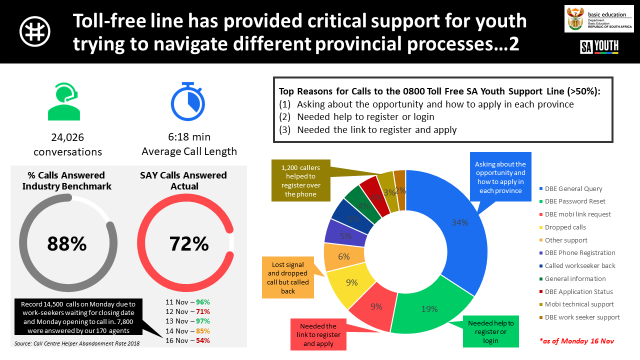 Toll-free line has provided critical support for youth
trying to navigate different provincial processes...2
basic education
Department:
Basic Education
REPUBLIC OF SOUTH AFRICA
SA YOUTH
24,026
conversations
6:18 min
Average Call Length
Top Reasons for Calls to the 0800 Toll Free SA Youth Support Line (>50%):
(1) Asking about the opportunity and how to apply in each province
(2) Needed help to register or login
(3) Needed the link to register and apply
% Calls Answered
Industry Benchmark
88%
SAY Calls Answered
Actual
72%
Record 14,500 calls on Monday due to
work-seekers waiting for closing date
and Monday opening to call in. 7,800
were answered by our 170 agents
11 Nov – 96%
12 Nov – 71%
13 Nov – 97%
14 Nov – 89%
16 Nov – 54%
Source: Call Centre Helper Abandonment Rate 2018
1,200 callers
helped to
register over
the phone
Asking about the
opportunity and
how to apply in
each province
Lost signal
and dropped
call but called
back
Needed the
link to register
and apply
Needed help to
register or
login
34%
19%
9%
9%
6%
3%
2%
DBE General Query
DBE Password Reset
DBE mobi link request
Dropped calls
Other support
DBE Phone Registration
Called workseeker back
General information
DBE Application Status
Mobi technical support
DBE work seeker support
*as of Monday 16 Nov